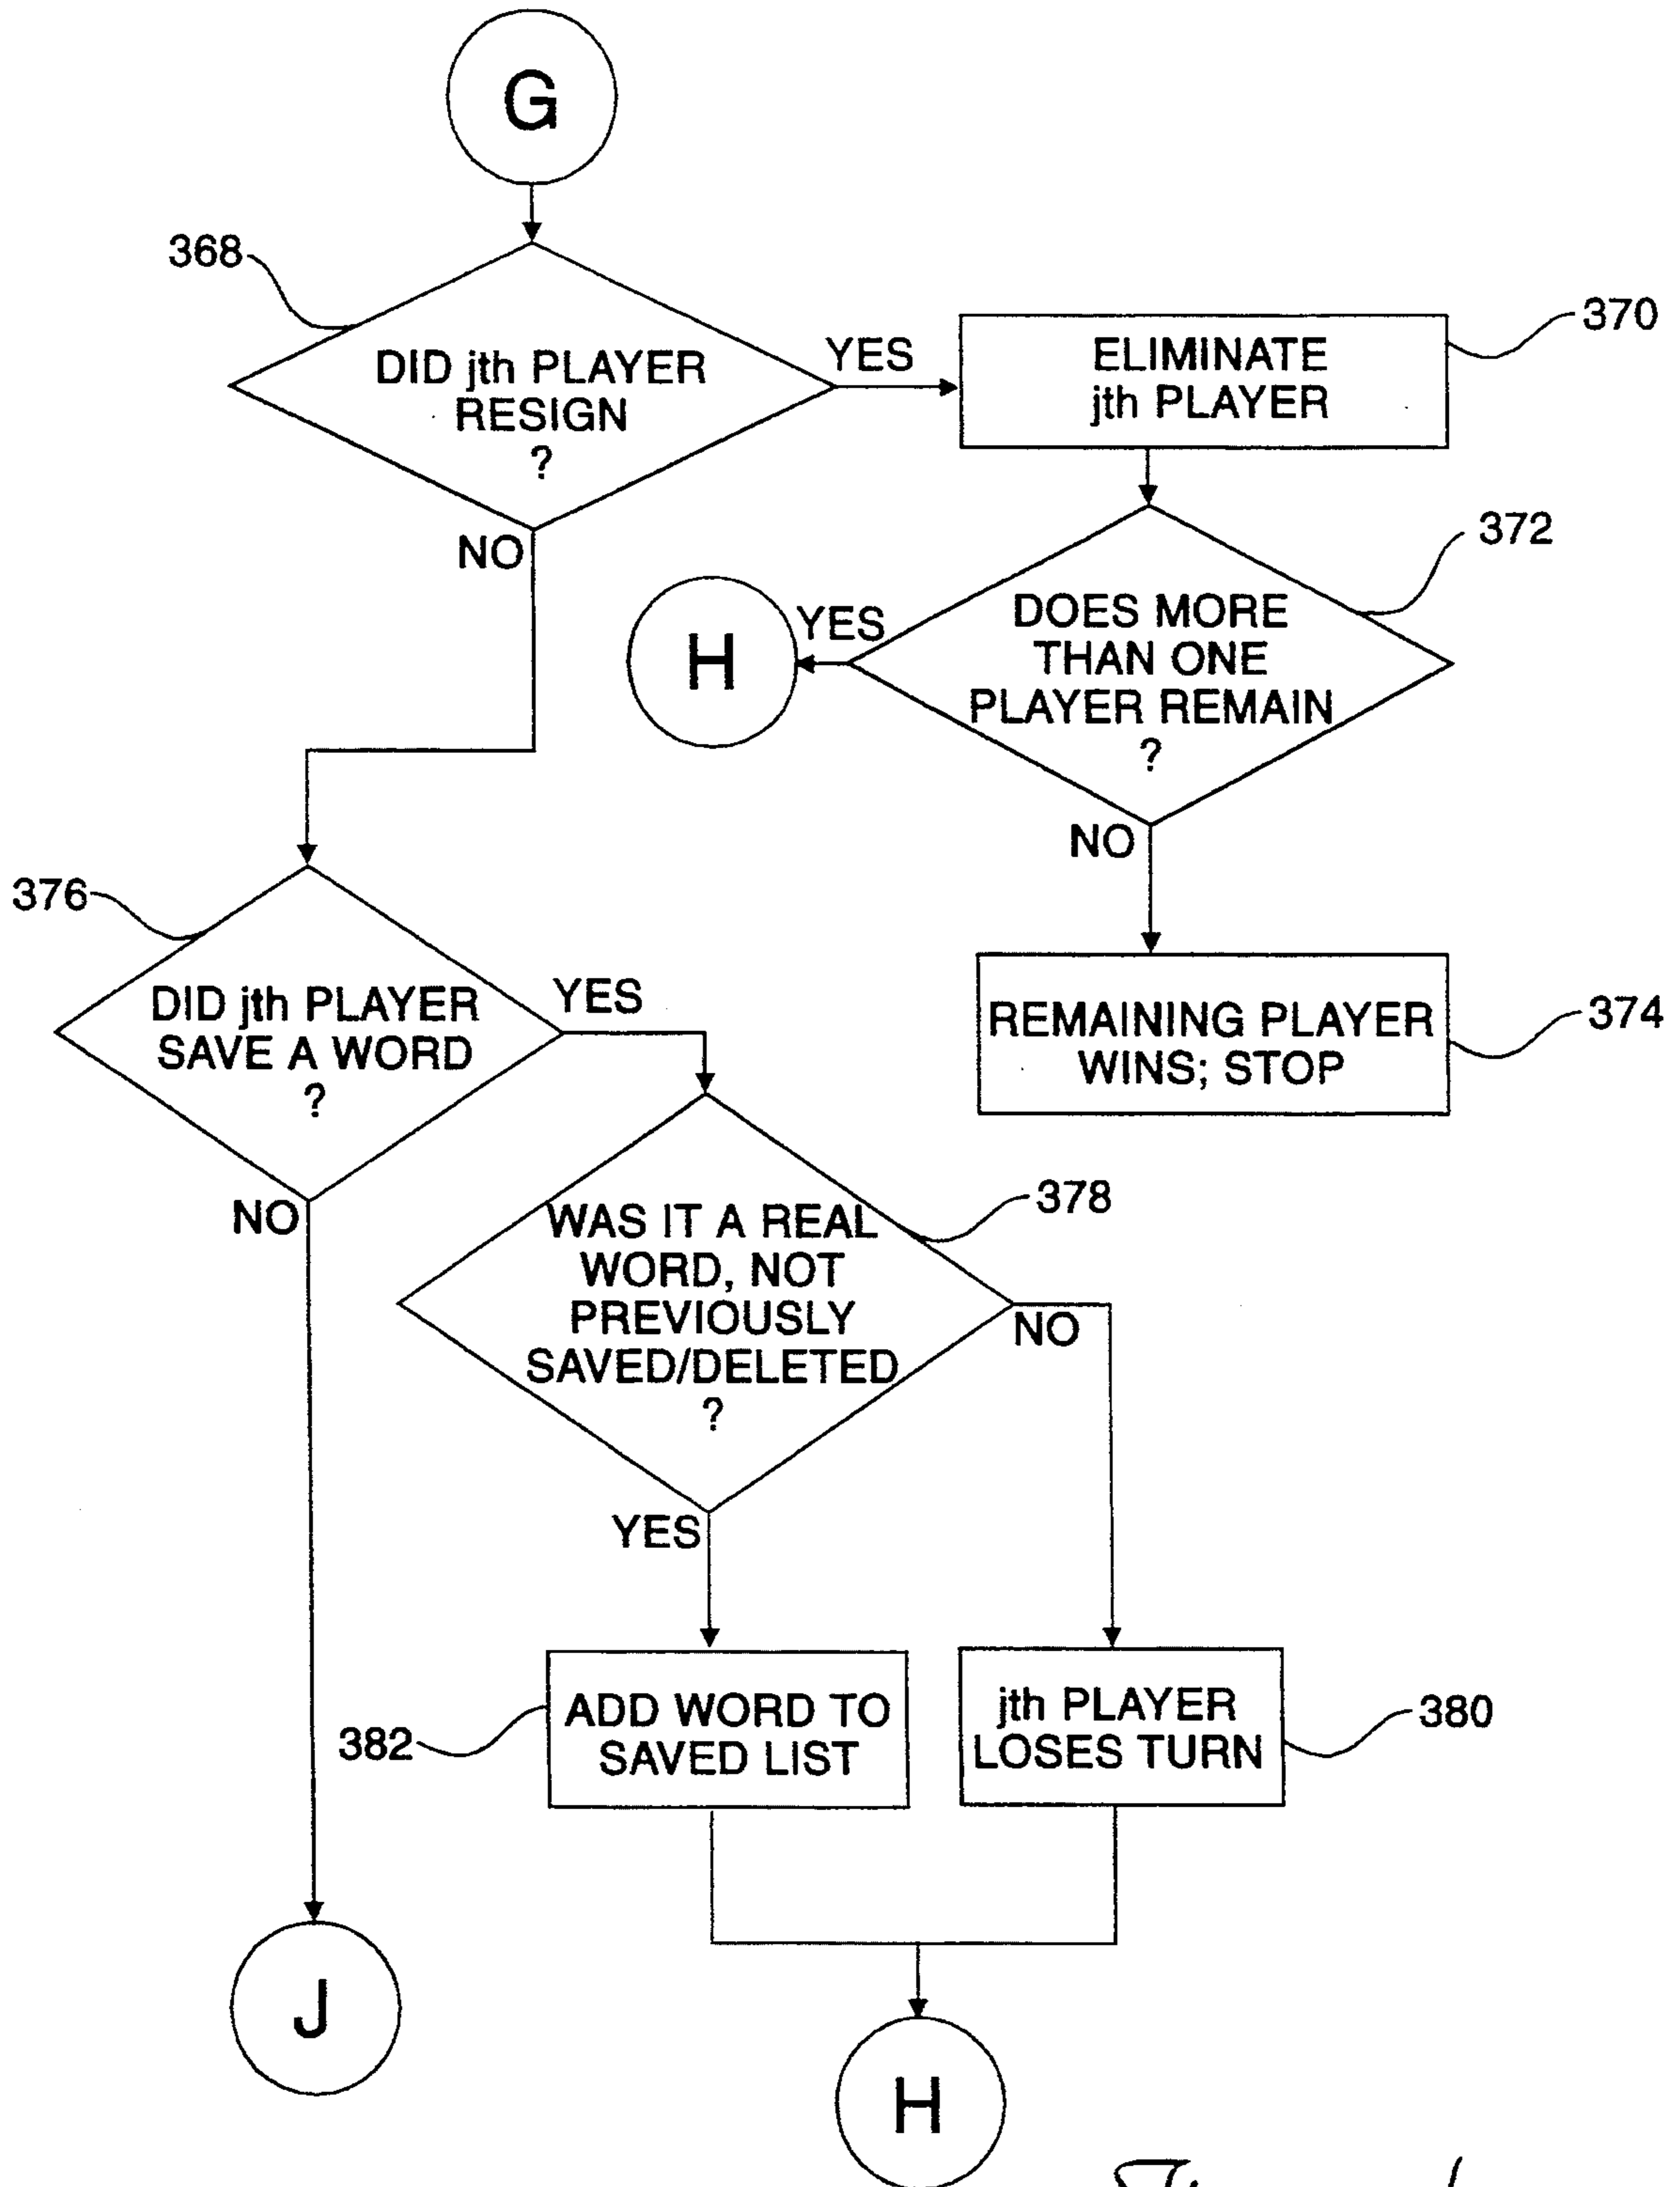 G
368
DID jth PLAYER
RESIGN
?
YES
NO
ELIMINATE
jth PLAYER
370
372
DOES MORE
THAN ONE
PLAYER REMAIN
?
YES
H
NO
REMAINING PLAYER
WINS; STOP
374
376
DID jth PLAYER
SAVE A WORD
?
YES
NO
378
WAS IT A REAL
WORD, NOT
PREVIOUSLY
SAVED/DELETED
?
NO
YES
382
ADD WORD TO
SAVED LIST
jth PLAYER
LOSES TURN
380
J
H